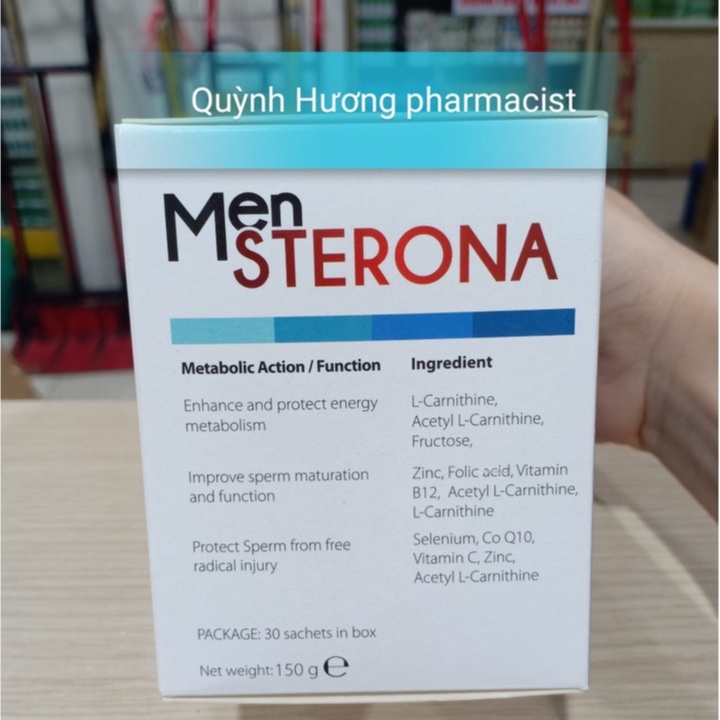 Quỳnh Hương pharmacist
Men
STERONA
Metabolic Action / Function
Ingredient
Enhance and protect energy
metabolism
L-Carnithine,
Acetyl L-Carnithine,
Fructose,
Improve sperm maturation
and function
Zinc, Folic acid, Vitamin
B12, Acetyl L-Carnithine,
L-Carnithine
Protect Sperm from free
radical injury
Selenium, Co Q10,
Vitamin C, Zinc,
Acetyl L-Carnithine
PACKAGE: 30 sachets in box
Net weight: 150 g ℮